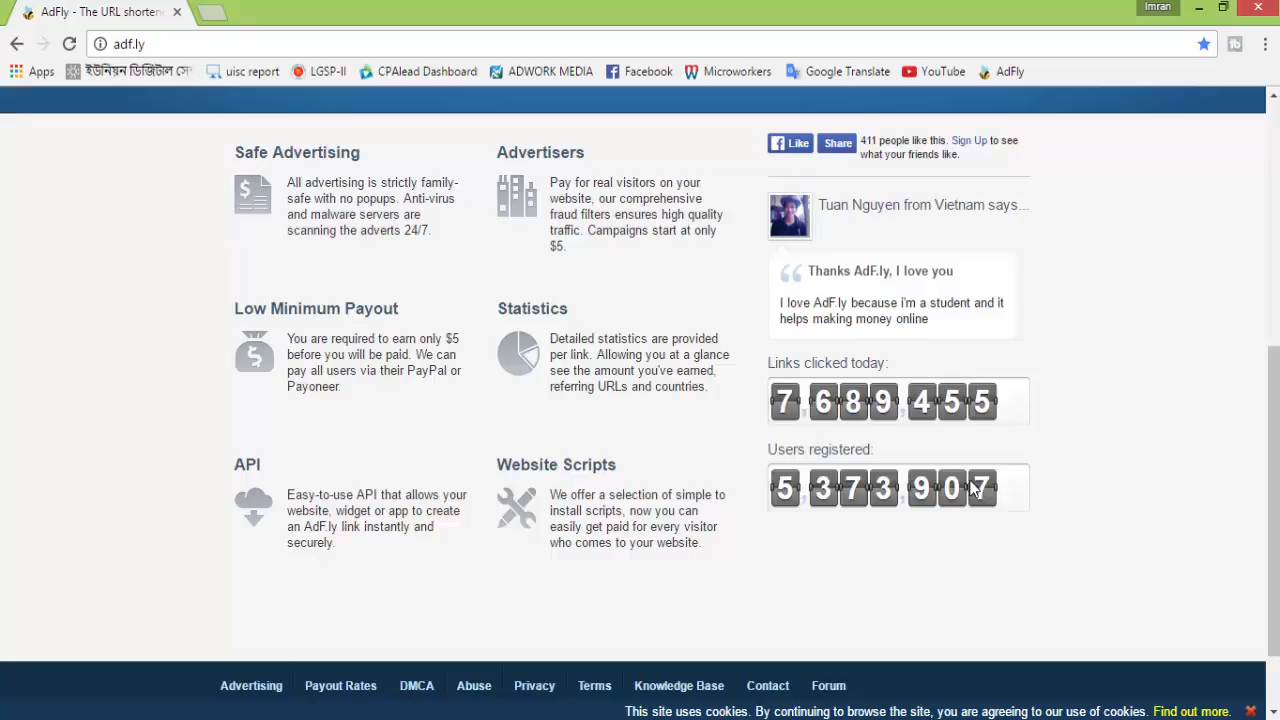 AdFly - The URL shortene
Imran
adf.ly
Apps
ইউনিয়ন ডিজিটাল সে
uisc report
LGSP-II
CPAlead Dashboard
ADWORK MEDIA
Facebook
Microworkers
Google Translate
YouTube
AdFly
Safe Advertising
All advertising is strictly family-
safe with no popups. Anti-virus
and malware servers are
scanning the adverts 24/7.
Advertisers
Pay for real visitors on your
website, our comprehensive
fraud filters ensures high quality
traffic. Campaigns start at only
$5.
Like
Share
411 people like this. Sign Up to see
what your friends like.
Tuan Nguyen from Vietnam says...
Thanks AdF.ly, I love you
I love AdF.ly because i'm a student and it
helps making money online
Low Minimum Payout
You are required to earn only $5
before you will be paid. We can
pay all users via their PayPal or
Payoneer.
Statistics
Detailed statistics are provided
per link. Allowing you at a glance
see the amount you've earned,
referring URLs and countries.
Links clicked today:
7,689,455
Users registered:
5,373,907
API
Easy-to-use API that allows your
website, widget or app to create
an AdF.ly link instantly and
securely.
Website Scripts
We offer a selection of simple to
install scripts, now you can
easily get paid for every visitor
who comes to your website.
Advertising
Payout Rates
DMCA
Abuse
Privacy
Terms
Knowledge Base
Contact
Forum
This site uses cookies. By continuing to browse the site, you are agreeing to our use of cookies. Find out more.